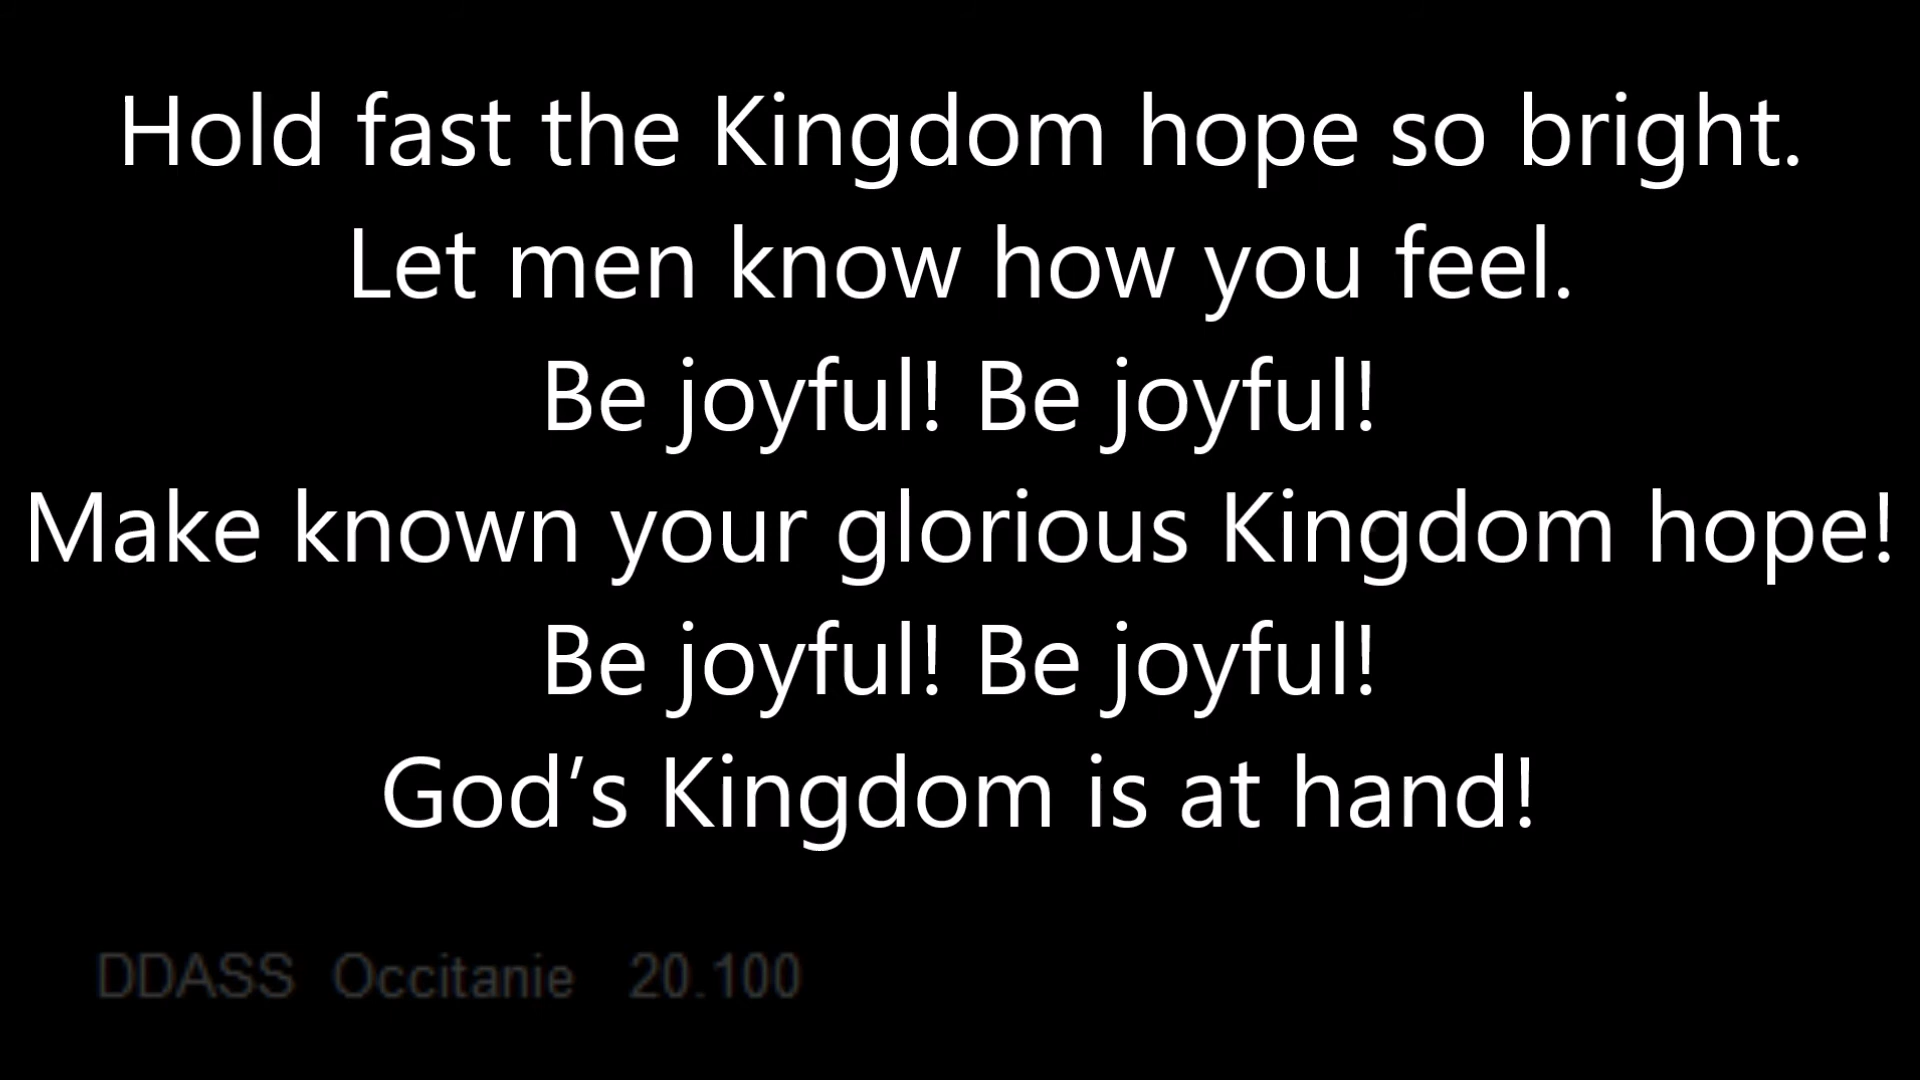 Hold fast the Kingdom hope so bright.
Let men know how you feel.
Be joyful! Be joyful!
Make known your glorious Kingdom hope!
Be joyful! Be joyful!
God’s Kingdom is at hand!
DDASS Occitanie 20.100